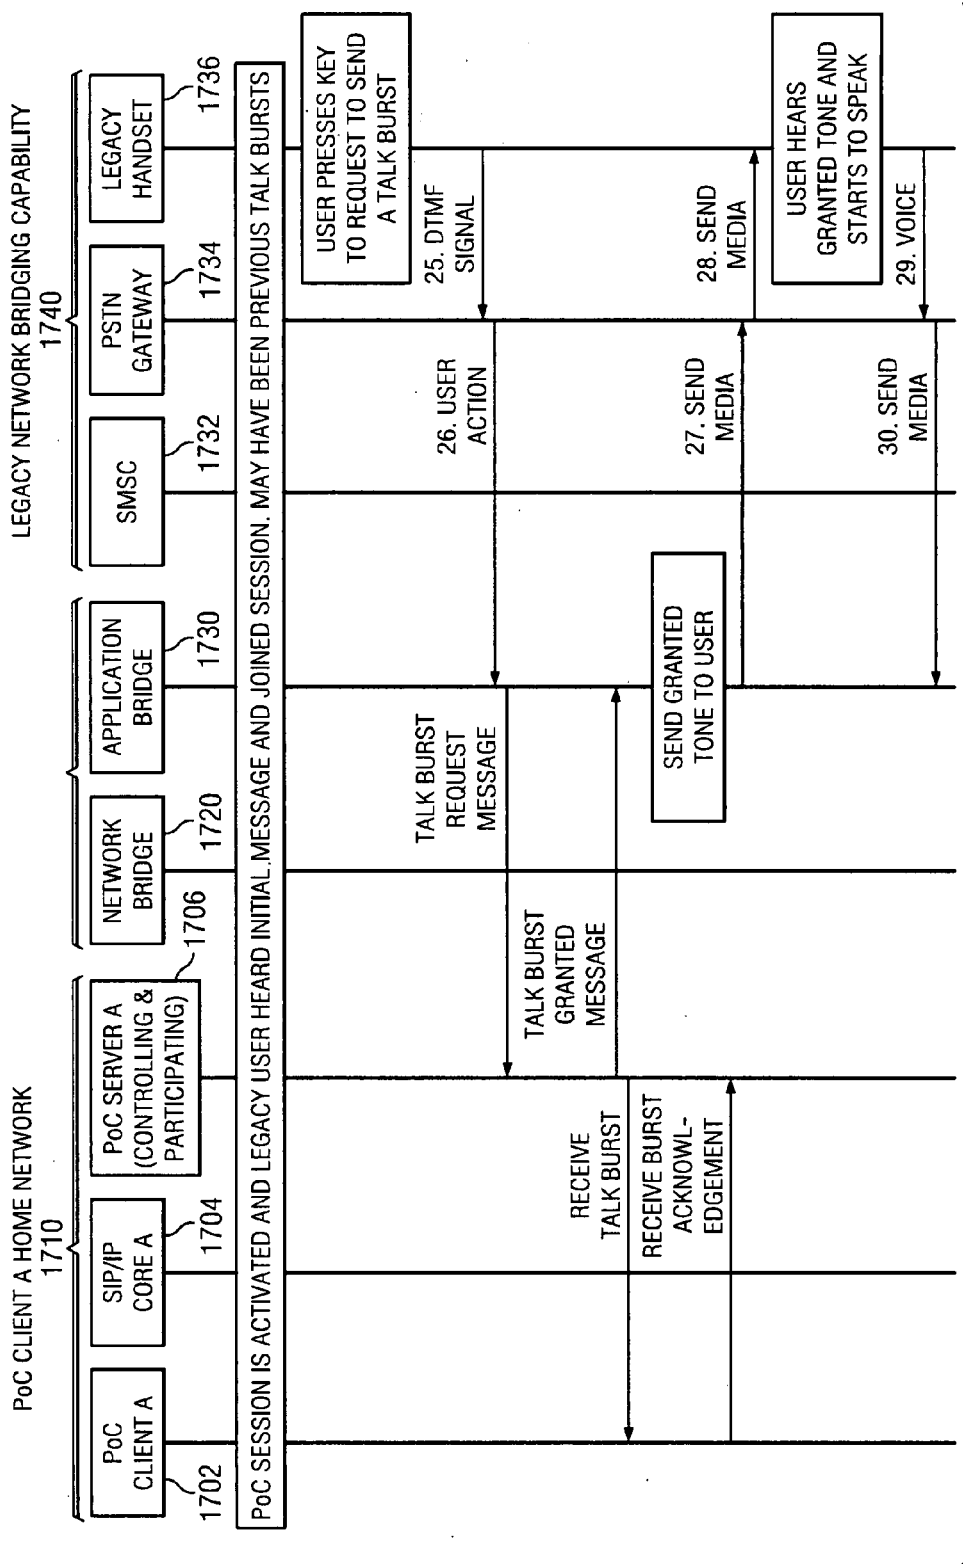 PoC CLIENT A HOME NETWORK
1710
LEGACY NETWORK BRIDGING CAPABILITY
1740
PoC
CLIENT A
1702
SIP/IP
CORE A
1704
PoC SERVER A
(CONTROLLING &
PARTICIPATING)
1706
NETWORK
BRIDGE
1720
APPLICATION
BRIDGE
1730
SMSC
1732
PSTN
GATEWAY
1734
LEGACY
HANDSET
1736
PoC SESSION IS ACTIVATED AND LEGACY USER HEARD INITIAL MESSAGE AND JOINED SESSION. MAY HAVE BEEN PREVIOUS TALK BURSTS
USER PRESSES KEY
TO REQUEST TO SEND
A TALK BURST
25. DTMF
SIGNAL
26. USER
ACTION
TALK BURST
REQUEST
MESSAGE
TALK BURST
GRANTED
MESSAGE
RECEIVE
TALK BURST
RECEIVE BURST
ACKNOWL-
EDGEMENT
SEND GRANTED
TONE TO USER
27. SEND
MEDIA
28. SEND
MEDIA
USER HEARS
GRANTED TONE AND
STARTS TO SPEAK
29. VOICE
30. SEND
MEDIA